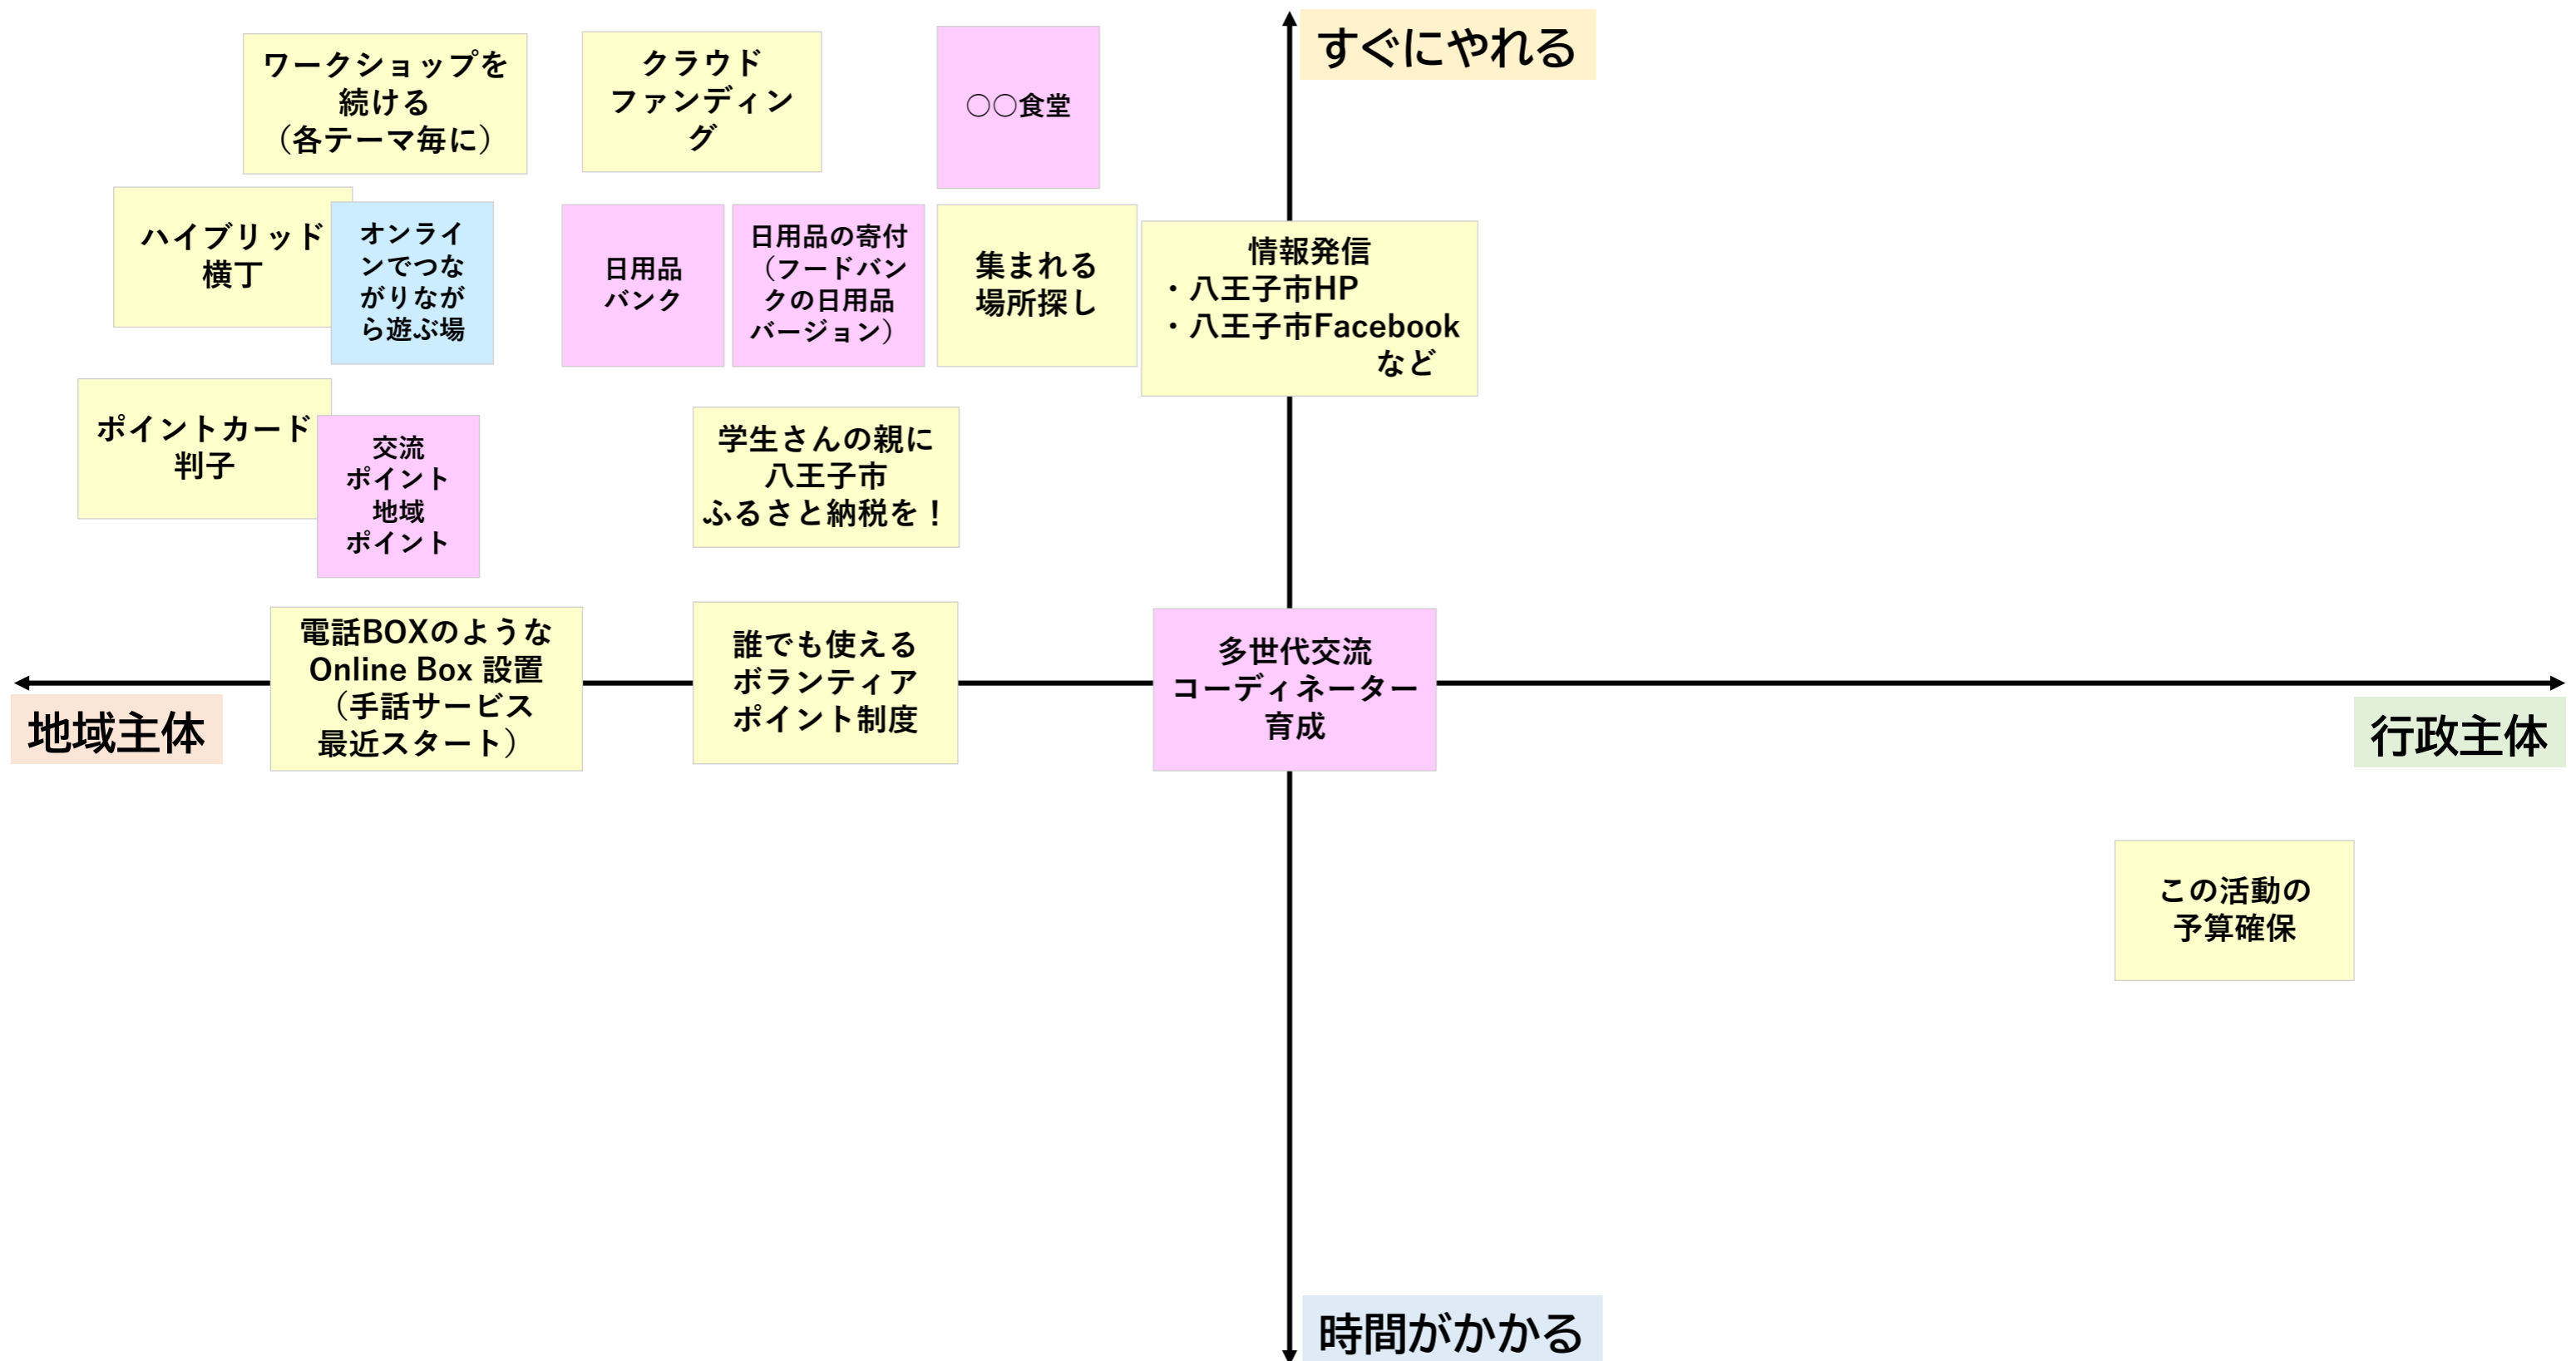 すぐにやれる
ワークショップを
続ける
（各テーマ毎に）
クラウド
ファンディン
グ
〇〇食堂
ハイブリッド
横丁
オンライ
ンでつな
がりなが
ら遊ぶ場
日用品
バンク
日用品の寄付
（フードバン
クの日用品
バージョン）
集まれる
場所探し
情報発信
・八王子市HP
・八王子市Facebook
など
ポイントカード
判子
交流
ポイント
地域
ポイント
学生さんの親に
八王子市
ふるさと納税を！
電話BOXのような
Online Box 設置
（手話サービス
最近スタート）
誰でも使える
ボランティア
ポイント制度
多世代交流
コーディネーター
育成
地域主体
行政主体
この活動の
予算確保
時間がかかる